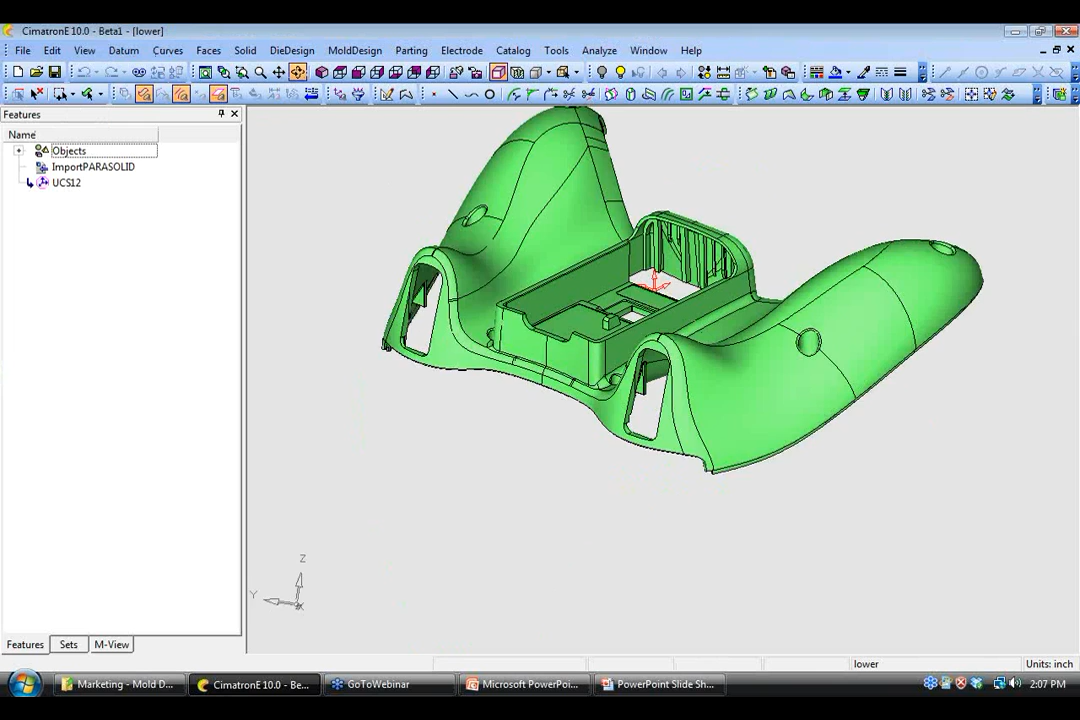 CimatronE 10.0 - Beta1 - [lower]
File Edit View Datum Curves Faces Solid DieDesign MoldDesign Parting Electrode Catalog Tools Analyze Window Help
Features
Name
Objects
ImportPARASOLID
UCS12
Z
Y
X
Features Sets M-View
lower Units: inch
Marketing - Mold D... CimatronE 10.0 - Be... GoToWebinar Microsoft PowerPoi... PowerPoint Slide Sh... 2:07 PM